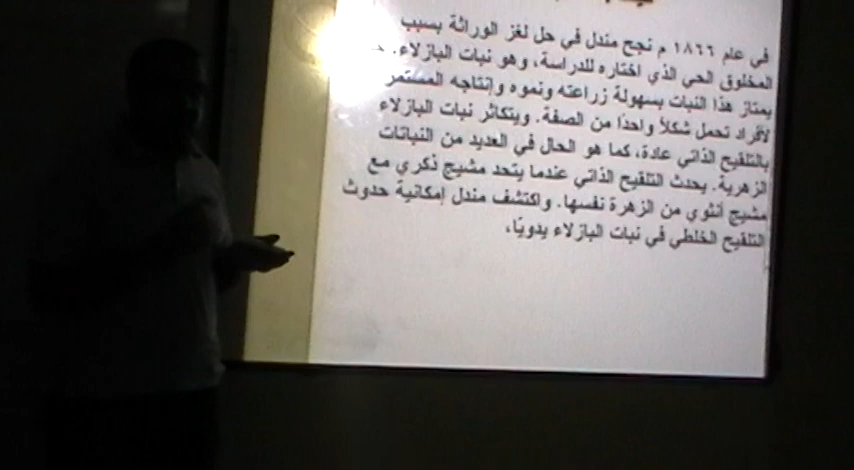 في عام ١٨٦٦ م نجح مندل في حل لغز الوراثة بسبب
المخلوق الحي الذي اختاره للدراسة، وهو نبات البازلاء.
يمتاز هذا النبات بسهولة زراعته ونموه وإنتاجه المستمر
لأفراد تحمل شكلاً واحدًا من الصفة. ويتكاثر نبات البازلاء
بالتلقيح الذاتي عادة، كما هو الحال في العديد من النباتات
الزهرية. يحدث التلقيح الذاتي عندما يتحد مشيج ذكري مع
مشيج أنثوي من الزهرة نفسها. واكتشف مندل إمكانية حدوث
التلقيح الخلطي في نبات البازلاء يدويًا،